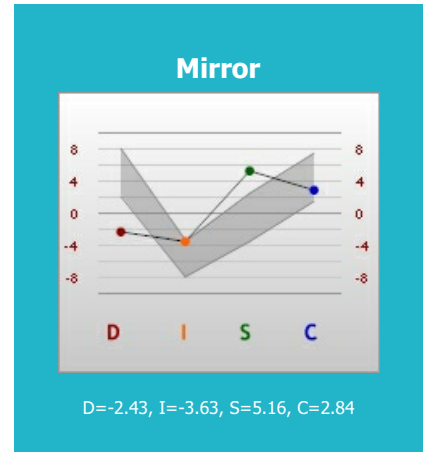 Mirror
8 8
4 4
0 0
-4 -4
-8 -8
D I S C
D=-2.43, I=-3.63, S=5.16, C=2.84